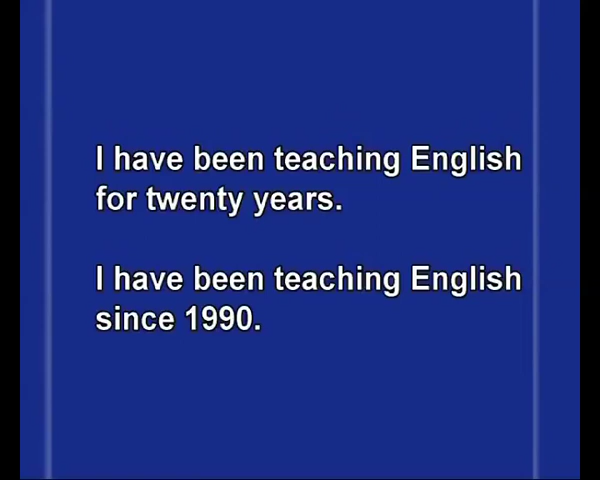 I have been teaching English
for twenty years.
I have been teaching English
since 1990.